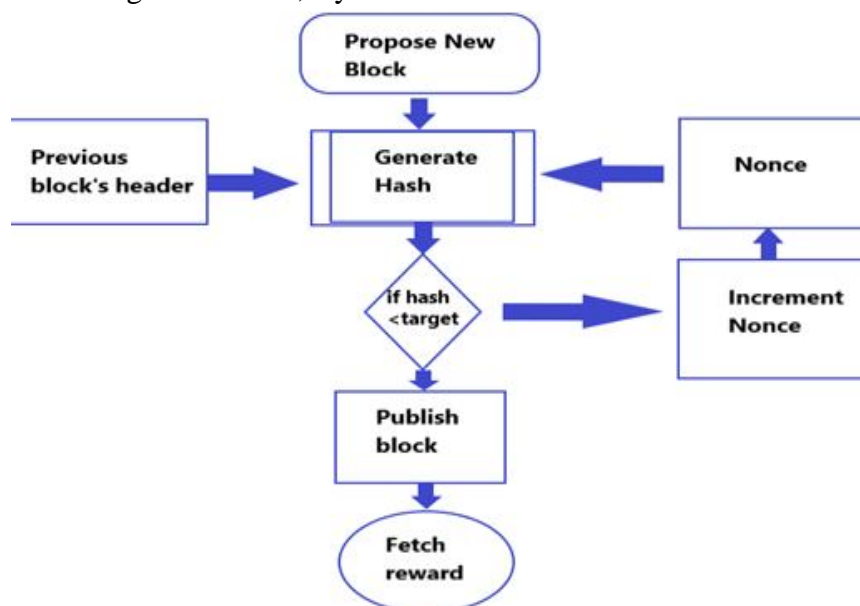 Propose New
Block
Previous
block's header
Generate
Hash
Nonce
if hash
<target
Increment
Nonce
Publish
block
Fetch
reward